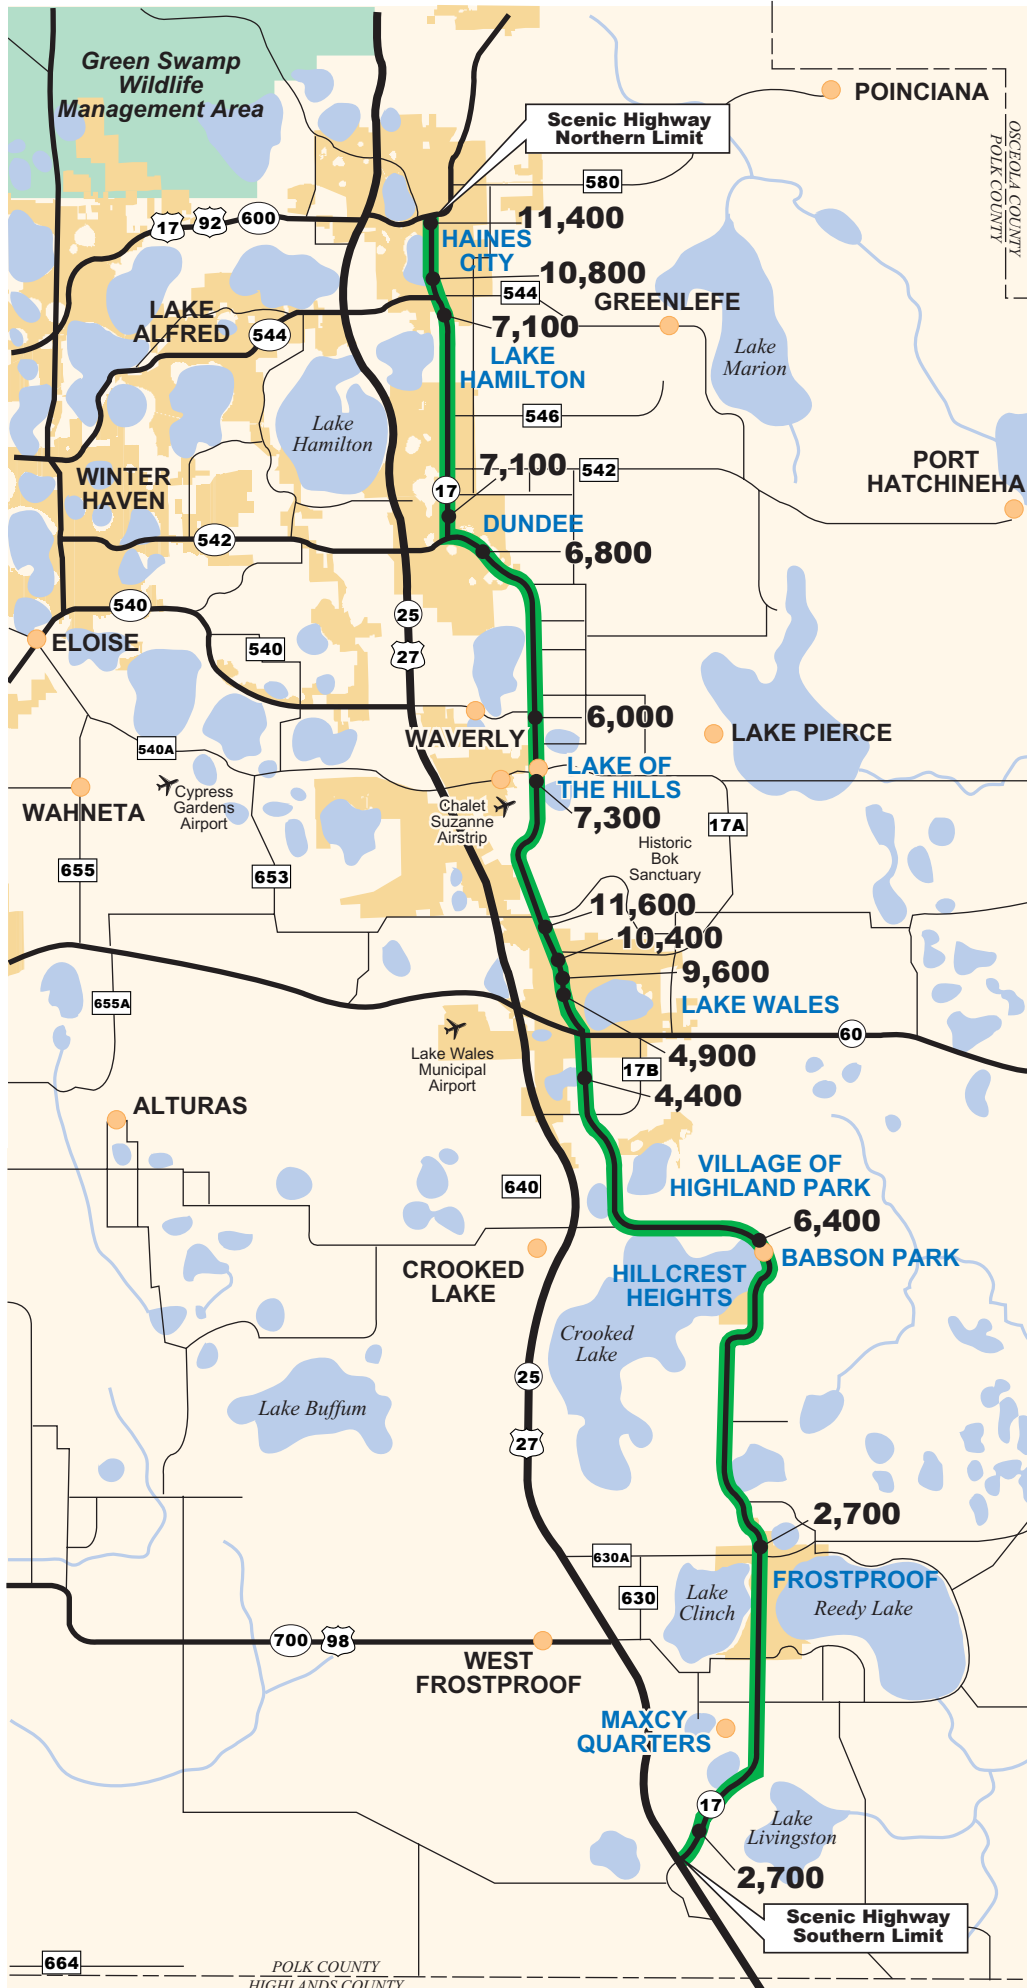 Green Swamp
Wildlife
Management Area
POINCIANA
OSCEOLA COUNTY
POLK COUNTY
Scenic Highway
Northern Limit
580
17
92
600
11,400
HAINES
CITY
10,800
544
GREENLEFE
LAKE
ALFRED
544
7,100
LAKE
HAMILTON
Lake
Marion
546
Lake
Hamilton
7,100
542
PORT
HATCHINEHA
WINTER
HAVEN
17
DUNDEE
542
6,800
540
25
ELOISE
540
27
6,000
WAVERLY
LAKE PIERCE
540A
LAKE OF
THE HILLS
WAHNETA
Cypress
Gardens
Airport
Chalet
Suzanne
Airstrip
7,300
17A
Historic
Bok
Sanctuary
655
653
11,600
10,400
9,600
655A
LAKE WALES
60
Lake Wales
Municipal
Airport
4,900
17B
4,400
ALTURAS
VILLAGE OF
HIGHLAND PARK
640
6,400
BABSON PARK
CROOKED
LAKE
HILLCREST
HEIGHTS
Crooked
Lake
25
Lake Buffum
27
2,700
630A
FROSTPROOF
630
Lake
Clinch
Reedy Lake
700
98
WEST
FROSTPROOF
MAXCY
QUARTERS
17
Lake
Livingston
2,700
Scenic Highway
Southern Limit
664
POLK COUNTY
HIGHLANDS COUNTY